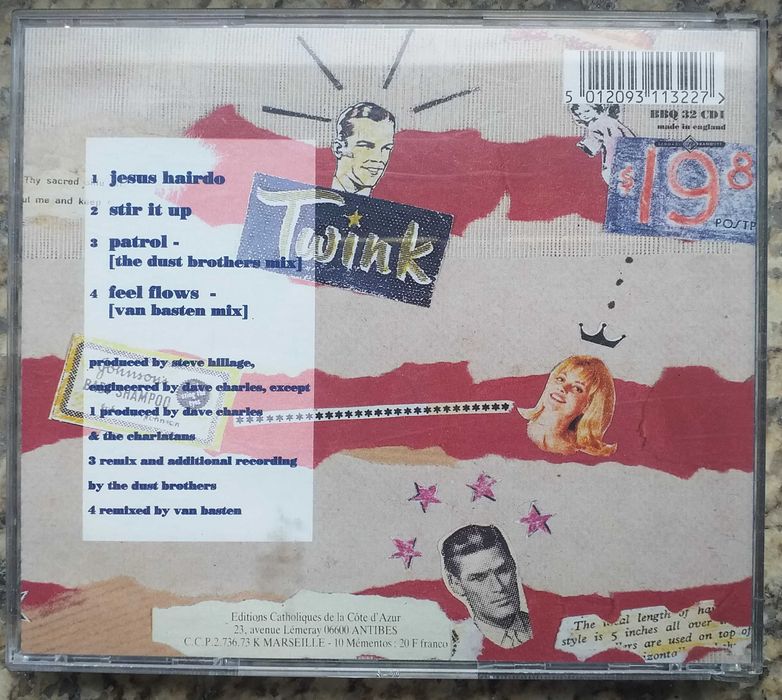 5 012093 113227 >
BBQ 32 CD1
made in england
$198
POSTP
Thy sacred
ut me and keep
Twink
1 jesus hairdo
2 stir it up
3 patrol -
[the dust brothers mix]
4 feel flows -
[van basten mix]
Johnson's
BABY SHAMPOO
produced by steve hillage,
engineered by dave charles, except
1 produced by dave charles
& the charlatans
3 remix and additional recording
by the dust brothers
4 remixed by van basten
Editions Catholiques de la Côte d'Azur
23, avenue Lémeray 06600 ANTIBES
C.C.P.2.736.73 K MARSEILLE - 10 Mémentos : 20 F franco
The length of hair
style is 5 inches all over
are used on top of